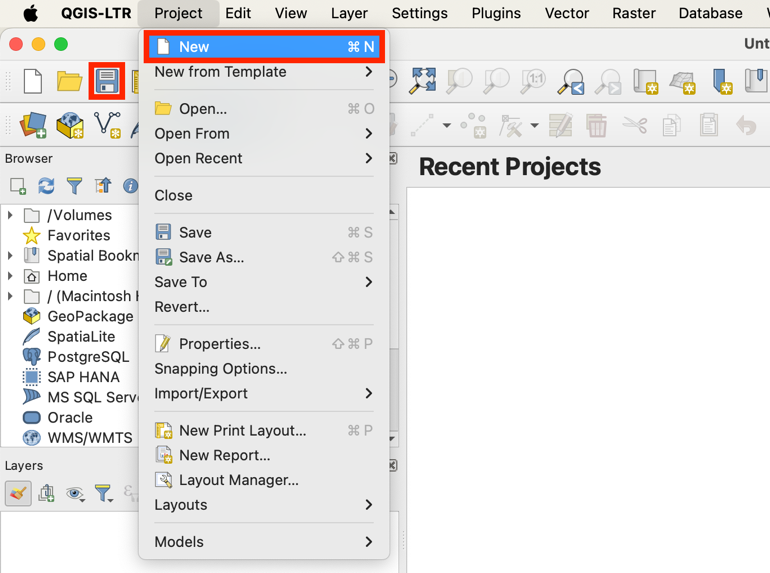 QGIS-LTR Project Edit View Layer Settings Plugins Vector Raster Database
Unt
New ⌘ N
New from Template
1:1
Open... ⌘ O
Open From
Open Recent
Close
Save ⌘ S
Save As... ⇧ ⌘ S
Save To
Revert...
Properties... ⇧ ⌘ P
Snapping Options...
Import/Export
New Print Layout... ⌘ P
New Report...
Layout Manager...
Layouts
Models
Browser
/Volumes
Favorites
Spatial Bookm
Home
/ (Macintosh H
GeoPackage
SpatiaLite
PostgreSQL
SAP HANA
MS SQL Serve
Oracle
WMS/WMTS
Layers
Recent Projects